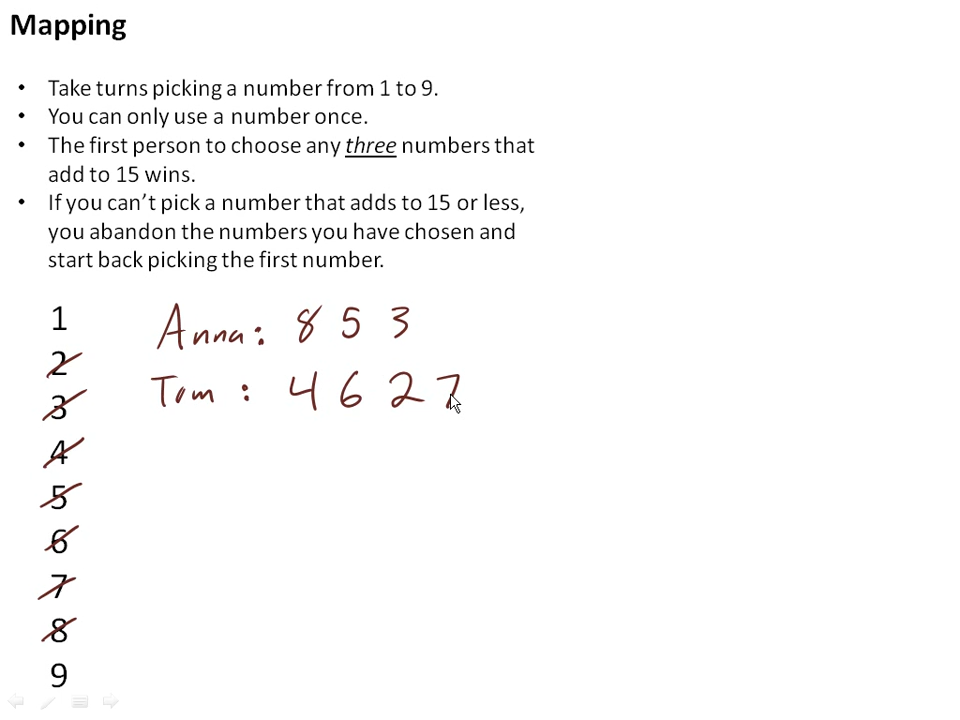 Mapping
• Take turns picking a number from 1 to 9.
• You can only use a number once.
• The first person to choose any three numbers that
add to 15 wins.
• If you can't pick a number that adds to 15 or less,
you abandon the numbers you have chosen and
start back picking the first number.
1
Anna: 8 5 3
2
Tom : 4 6 2 7
3
4
5
6
7
8
9